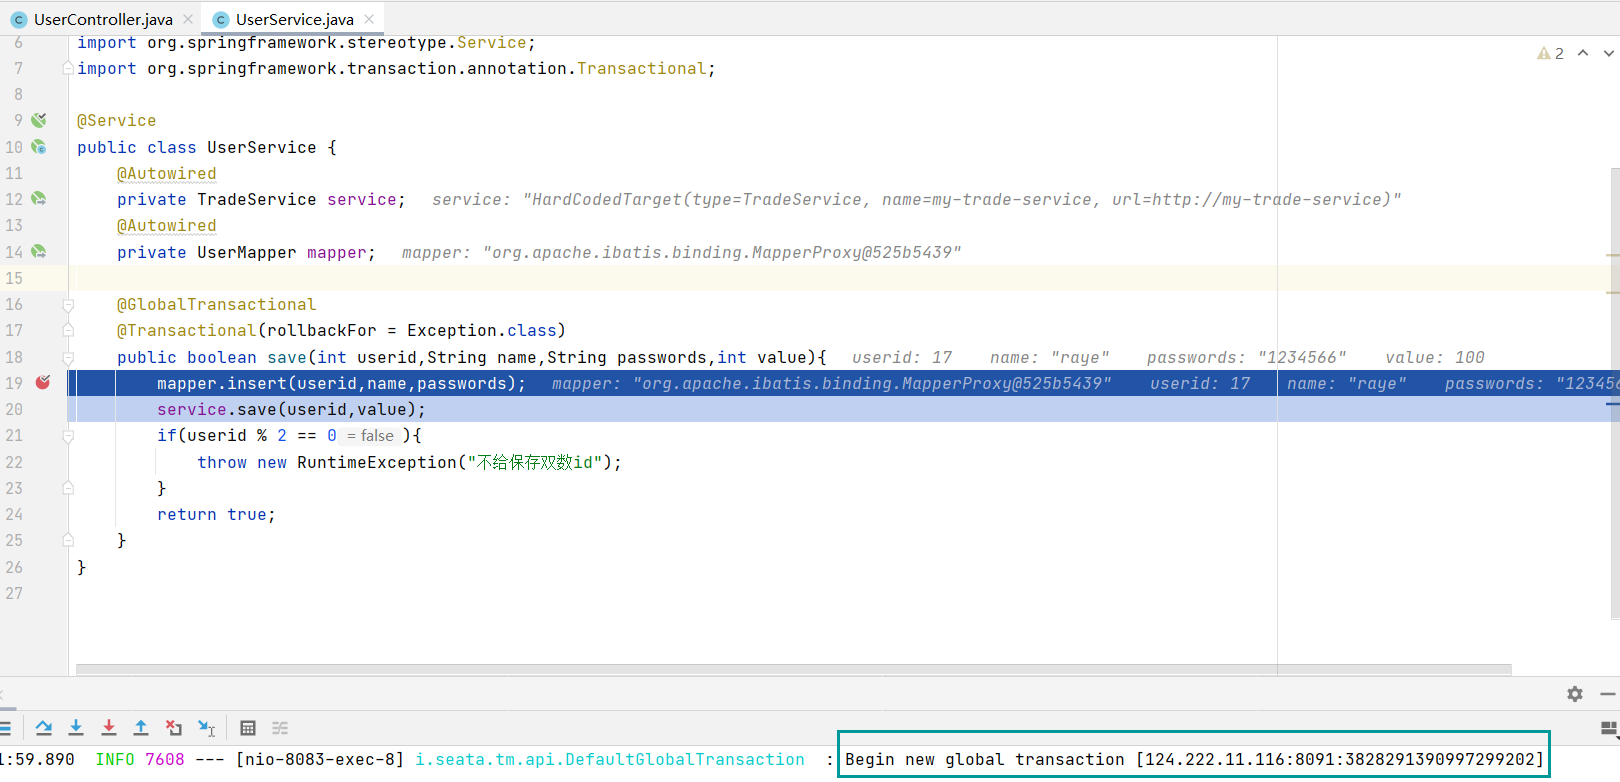 UserController.java UserService.java
6 import org.springframework.stereotype.Service;
7 import org.springframework.transaction.annotation.Transactional;
2
8
9 @Service
10 public class UserService {
11 @Autowired
12 private TradeService service; service: "HardCodedTarget(type=TradeService, name=my-trade-service, url=http://my-trade-service)"
13 @Autowired
14 private UserMapper mapper; mapper: "org.apache.ibatis.binding.MapperProxy@525b5439"
15
16 @GlobalTransactional
17 @Transactional(rollbackFor = Exception.class)
18 public boolean save(int userid,String name,String passwords,int value){ userid: 17 name: "raye" passwords: "1234566" value: 100
19 mapper.insert(userid,name,passwords); mapper: "org.apache.ibatis.binding.MapperProxy@525b5439" userid: 17 name: "raye" passwords: "123456
20 service.save(userid,value);
21 if(userid % 2 == 0 = false ){
22 throw new RuntimeException("不给保存双数id");
23 }
24 return true;
25 }
26 }
27
1:59.890 INFO 7608 --- [nio-8083-exec-8] i.seata.tm.api.DefaultGlobalTransaction : Begin new global transaction [124.222.11.116:8091:3828291390997299202]